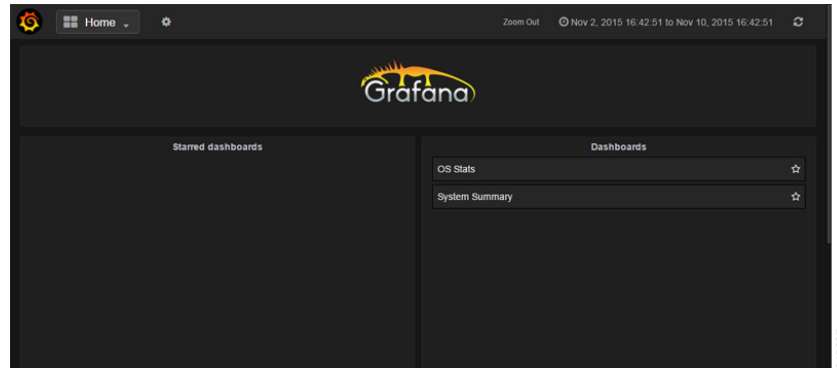 Home
Zoom Out
Nov 2, 2015 16:42:51 to Nov 10, 2015 16:42:51
Grafana
Starred dashboards
Dashboards
OS Stats
System Summary